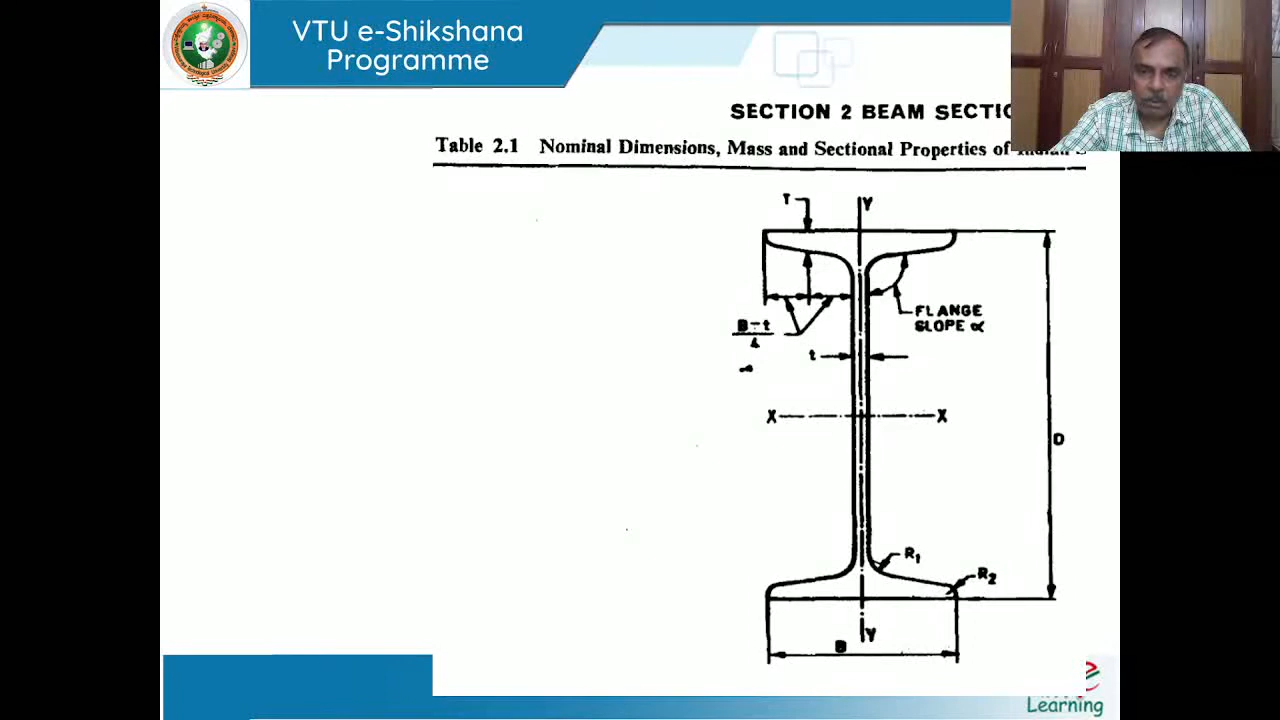 VTU e-Shikshana
Programme
SECTION 2 BEAM
Table 2.1 Nominal Dimensions, Mass and Sectional Properties of
T
Y
FLANGE
SLOPE α
B-t
4
t
X
X
D
R1
R2
Y
B
Learning